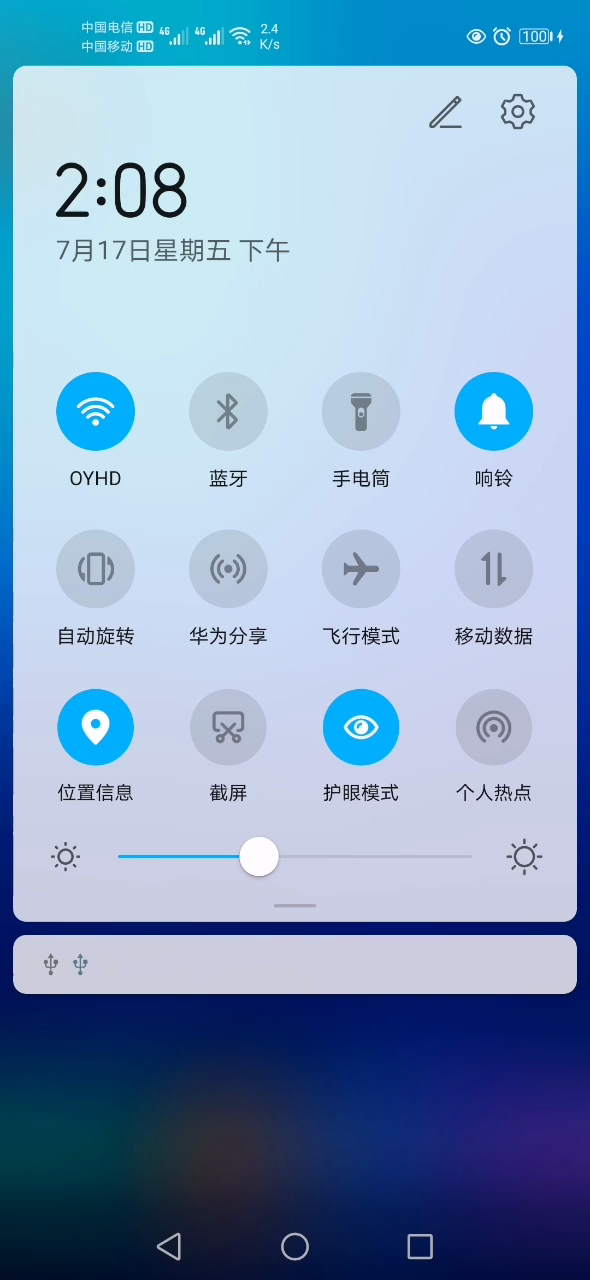 中国电信 HD 4G 4G 2.4
中国移动 HD K/s
100
2:08
7月17日星期五 下午
OYHD 蓝牙 手电筒 响铃
自动旋转 华为分享 飞行模式 移动数据
位置信息 截屏 护眼模式 个人热点